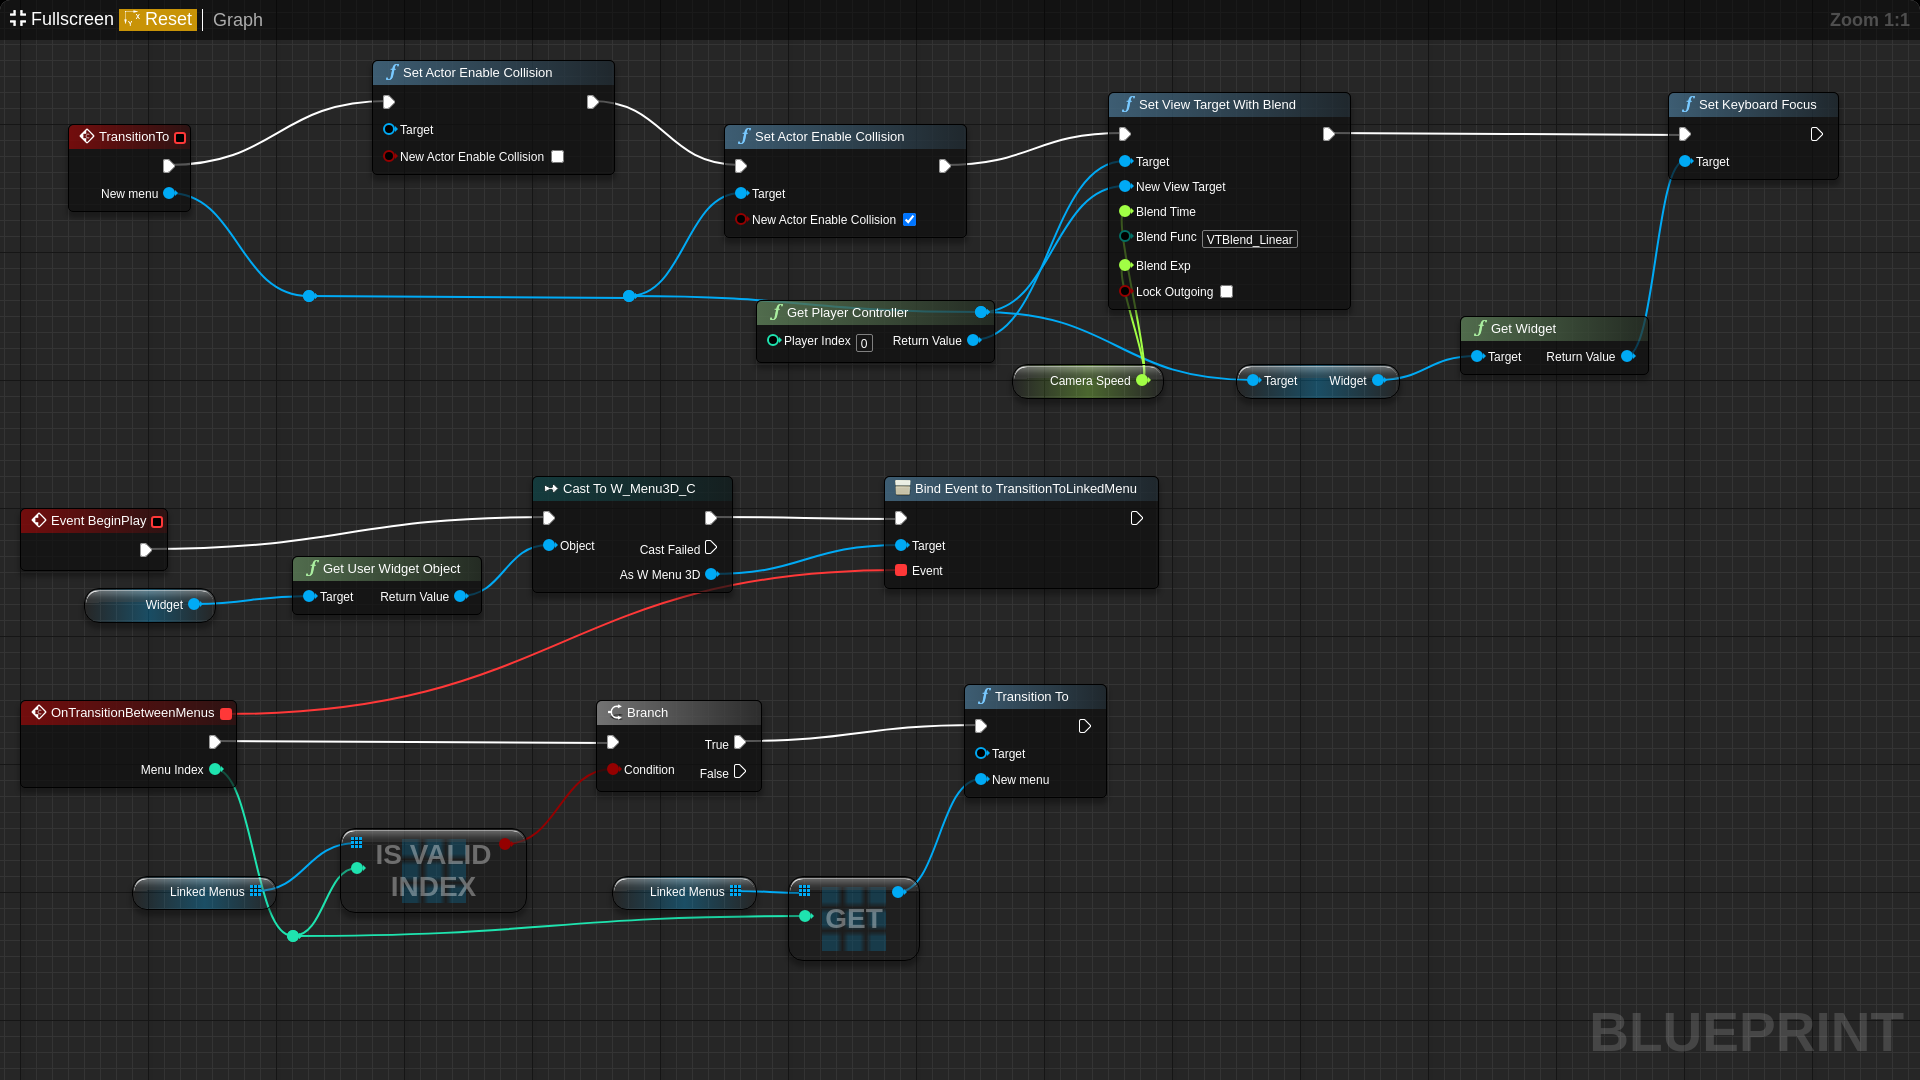 Fullscreen Reset Graph
Zoom 1:1
TransitionTo
New menu
Set Actor Enable Collision
Target
New Actor Enable Collision
Set Actor Enable Collision
Target
New Actor Enable Collision
Get Player Controller
Player Index 0 Return Value
Camera Speed
Set View Target With Blend
Target
New View Target
Blend Time
Blend Func VTBlend_Linear
Blend Exp
Lock Outgoing
Target Widget
Get Widget
Target Return Value
Set Keyboard Focus
Target
Event BeginPlay
Widget
Get User Widget Object
Target Return Value
Cast To W_Menu3D_C
Object
Cast Failed
As W Menu 3D
Bind Event to TransitionToLinkedMenu
Target
Event
OnTransitionBetweenMenus
Menu Index
Linked Menus
IS VALID
INDEX
Branch
True
Condition
False
Linked Menus
GET
Transition To
Target
New menu
BLUEPRINT